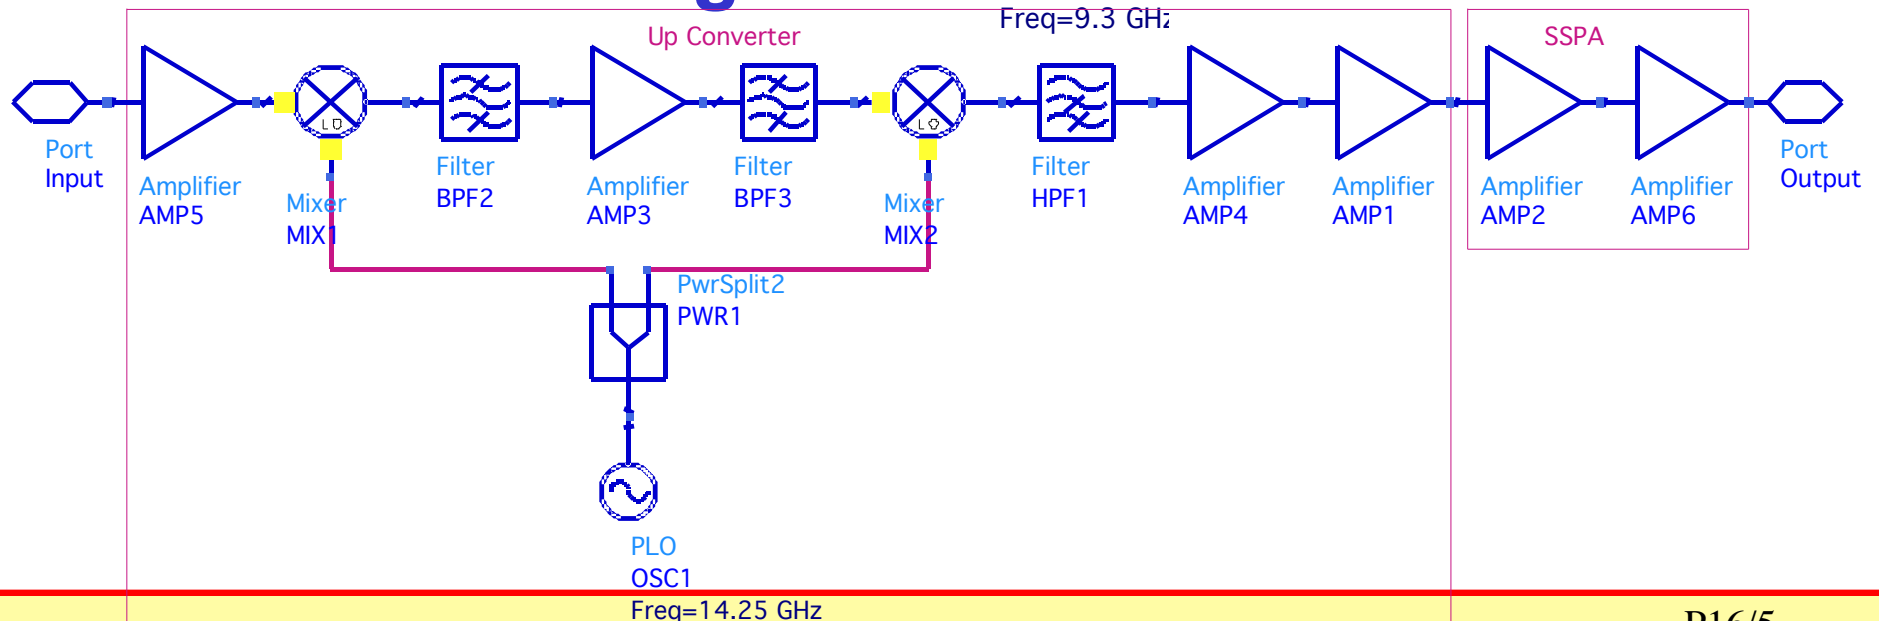 Freq=9.3 GHz
Up Converter
SSPA
L O
L O
Port
Input
Amplifier
AMP5
Mixer
MIX1
Filter
BPF2
Amplifier
AMP3
Filter
BPF3
Mixer
MIX2
Filter
HPF1
Amplifier
AMP4
Amplifier
AMP1
Amplifier
AMP2
Amplifier
AMP6
Port
Output
PwrSplit2
PWR1
PLO
OSC1
Freq=14.25 GHz
P16/5